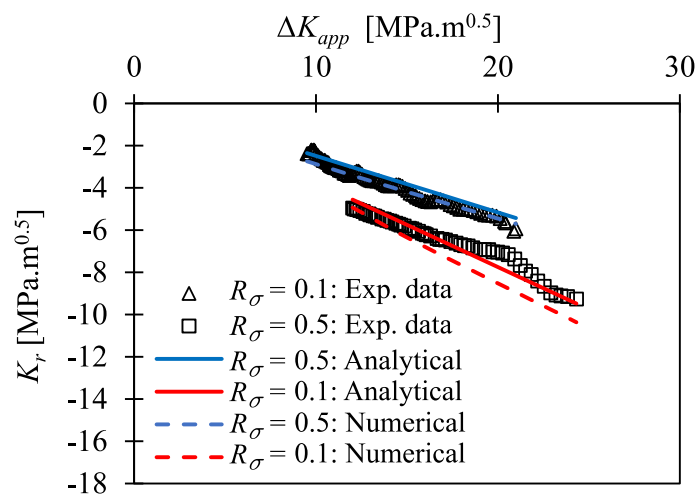 ΔK_app [MPa.m^0.5]
0 10 20 30
0
-2
-4
-6
-8
-10
-12
-14
-16
-18
K_r [MPa.m^0.5]
R_σ = 0.1: Exp. data
R_σ = 0.5: Exp. data
R_σ = 0.5: Analytical
R_σ = 0.1: Analytical
R_σ = 0.5: Numerical
R_σ = 0.1: Numerical